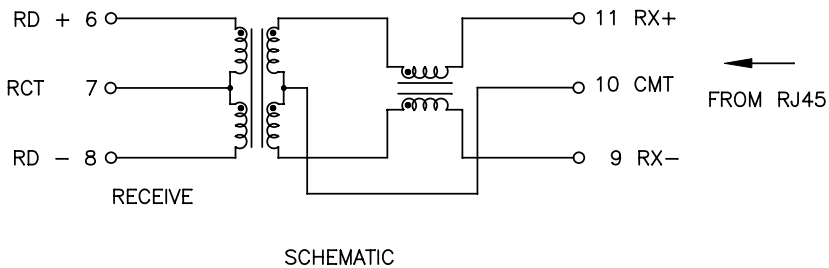 RD + 6
11 RX+
RCT 7
10 CMT
FROM RJ45
RD - 8
9 RX-
RECEIVE
SCHEMATIC